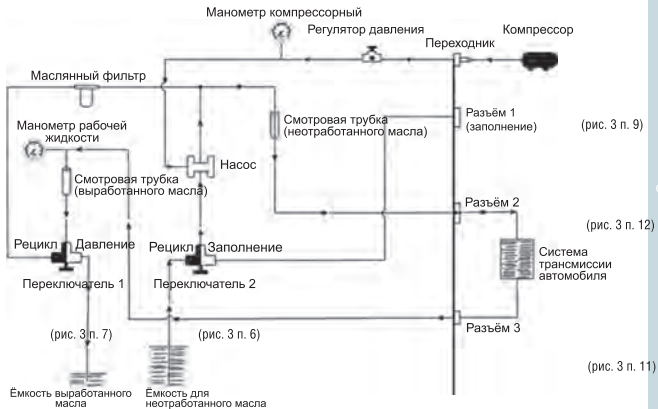 Манометр компрессорный
Регулятор давления
Компрессор
Переходник
Маслянный фильтр
Смотровая трубка
(неотработанного масла)
Разъём 1
(заполнение)
(рис. 3 п. 9)
Манометр рабочей
жидкости
Насос
Смотровая трубка
(выработанного масла)
Разъём 2
(рис. 3 п. 12)
Рецикл
Давление
Рецикл
Заполнение
Система
трансмиссии
автомобиля
Переключатель 1
Переключатель 2
(рис. 3 п. 7)
(рис. 3 п. 6)
Разъём 3
(рис. 3 п. 11)
Ёмкость выработанного
масла
Ёмкость для
неотработанного масла